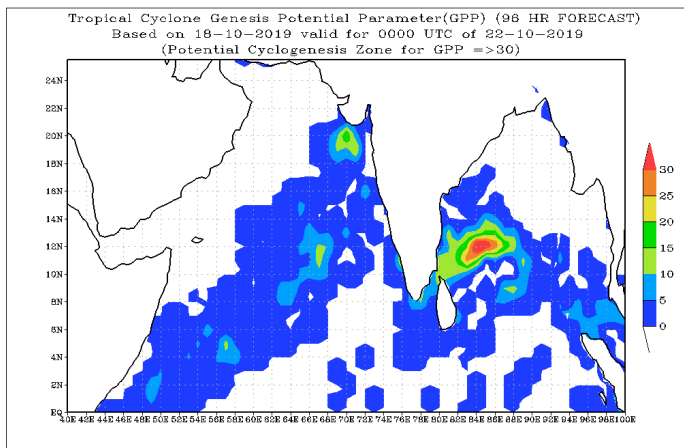 Tropical Cyclone Genesis Potential Parameter(GPP) (96 HR FORECAST)
Based on 18-10-2019 valid for 0000 UTC of 22-10-2019
(Potential Cyclogenesis Zone for GPP =>30)
24N
22N
20N
18N
16N
14N
12N
10N
8N
6N
4N
2N
EQ
40E 42E 44E 46E 48E 50E 52E 54E 56E 58E 60E 62E 64E 66E 68E 70E 72E 74E 76E 78E 80E 82E 84E 86E 88E 90E 92E 94E 96E 98E 100E
30
25
20
15
10
5
0